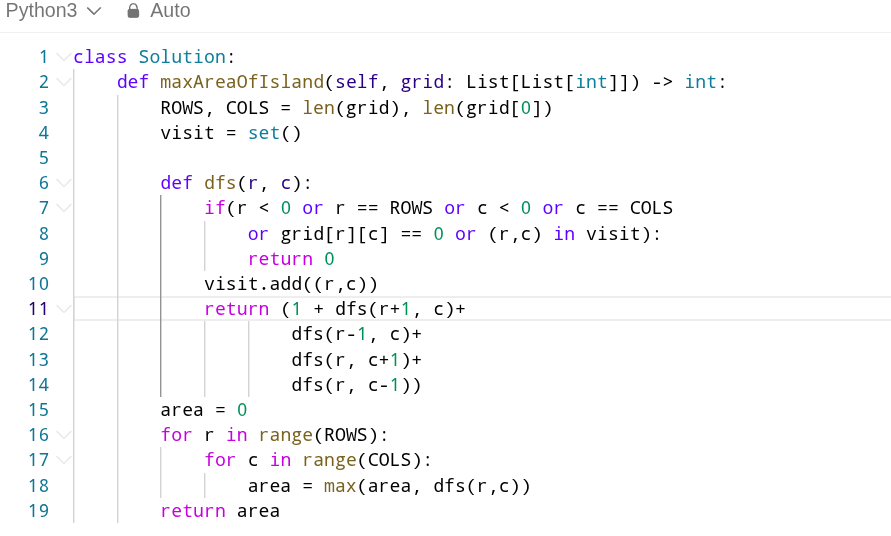 Python3 Auto
1 class Solution:
2     def maxAreaOfIsland(self, grid: List[List[int]]) -> int:
3         ROWS, COLS = len(grid), len(grid[0])
4         visit = set()
5
6         def dfs(r, c):
7             if(r < 0 or r == ROWS or c < 0 or c == COLS
8                 or grid[r][c] == 0 or (r,c) in visit):
9                 return 0
10             visit.add((r,c))
11             return (1 + dfs(r+1, c)+
12                     dfs(r-1, c)+
13                     dfs(r, c+1)+
14                     dfs(r, c-1))
15         area = 0
16         for r in range(ROWS):
17             for c in range(COLS):
18                 area = max(area, dfs(r,c))
19         return area